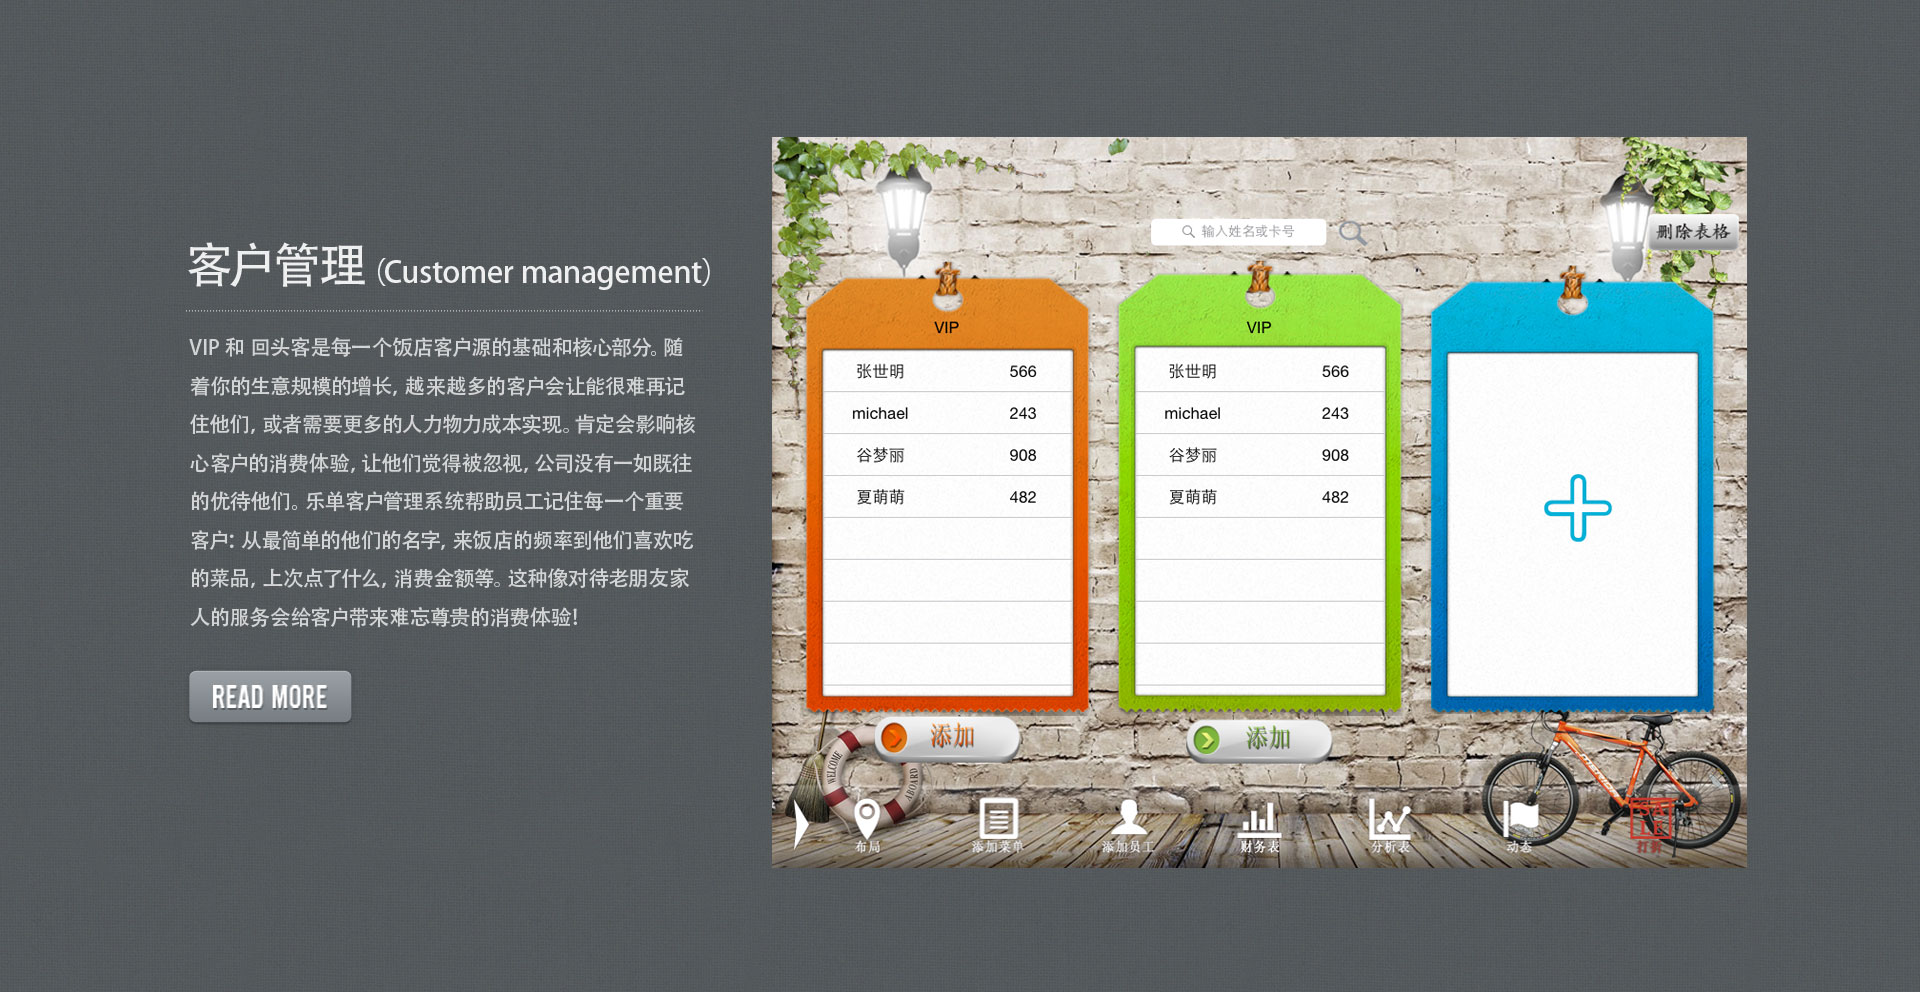 客户管理 (Customer management)
VIP 和 回头客是每一个饭店客户源的基础和核心部分。随
着你的生意规模的增长, 越来越多的客户会让能很难再记
住他们, 或者需要更多的人力物力成本实现。肯定会影响核
心客户的消费体验, 让他们觉得被忽视, 公司没有一如既往
的优待他们。乐单客户管理系统帮助员工记住每一个重要
客户: 从最简单的他们的名字, 来饭店的频率到他们喜欢吃
的菜品, 上次点了什么, 消费金额等。这种像对待老朋友家
人的服务会给客户带来难忘尊贵的消费体验!
READ MORE
输入姓名或卡号
删除表格
VIP
张世明 566
michael 243
谷梦丽 908
夏萌萌 482
添加
VIP
张世明 566
michael 243
谷梦丽 908
夏萌萌 482
添加
WELCOME
ABOARD
布局
添加菜单
添加员工
财务表
分析表
动态